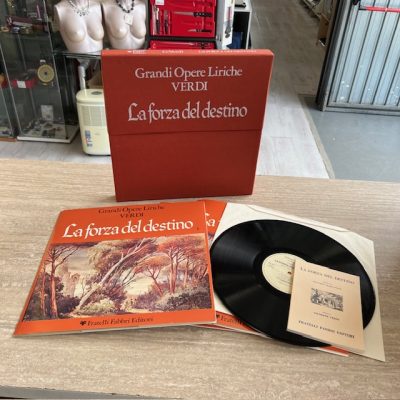 Grandi Opere Liriche
VERDI
La forza del destino
Grandi Opere Liriche
VERDI
La forza del destino
Fratelli Fabbri Editori
LA FORZA DEL DESTINO
FRATELLI FABBRI EDITORI